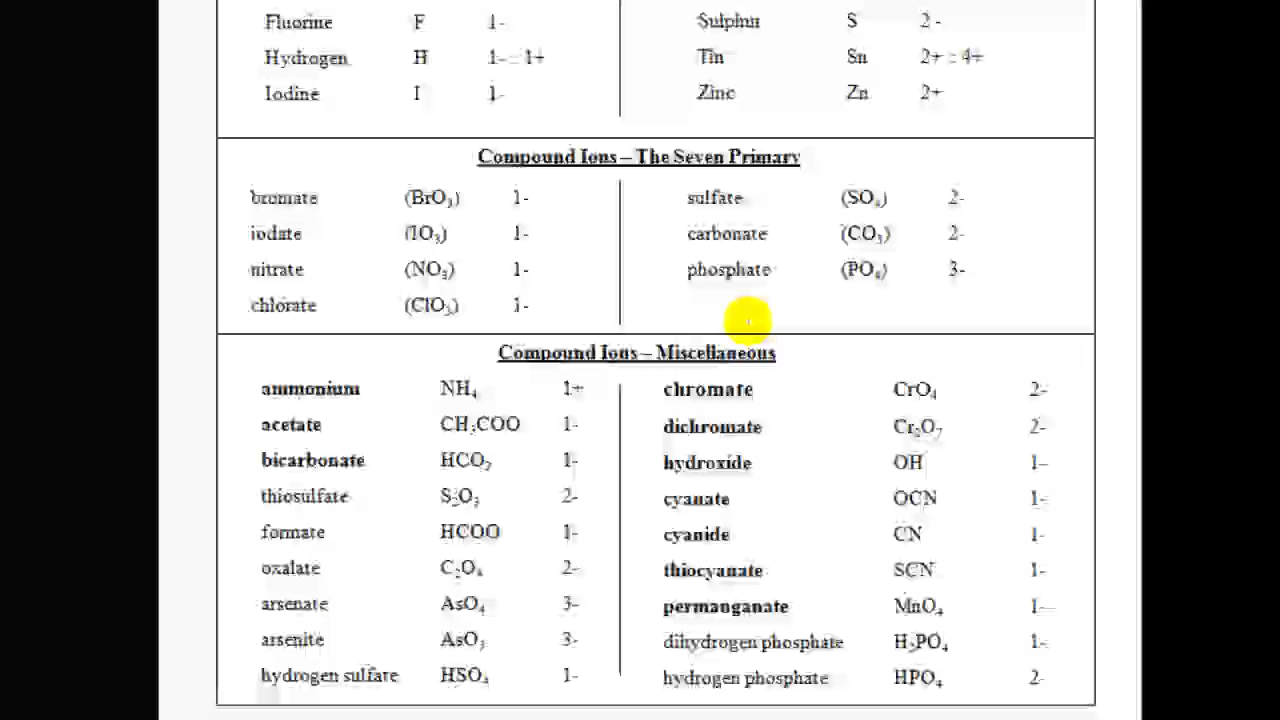 Fluorine F 1- Sulphur S 2-
Hydrogen H 1- : 1+ Tin Sn 2+ : 4+
Iodine I 1- Zinc Zn 2+
Compound Ions – The Seven Primary
bromate (BrO₃) 1- sulfate (SO₄) 2-
iodate (IO₃) 1- carbonate (CO₃) 2-
nitrate (NO₃) 1- phosphate (PO₄) 3-
chlorate (ClO₃) 1-
Compound Ions – Miscellaneous
ammonium NH₄ 1+ chromate CrO₄ 2-
acetate CH₃COO 1- dichromate Cr₂O₇ 2-
bicarbonate HCO₃ 1- hydroxide OH 1-
thiosulfate S₂O₃ 2- cyanate OCN 1-
formate HCOO 1- cyanide CN 1-
oxalate C₂O₄ 2- thiocyanate SCN 1-
arsenate AsO₄ 3- permanganate MnO₄ 1-
arsenite AsO₃ 3- dihydrogen phosphate H₂PO₄ 1-
hydrogen sulfate HSO₄ 1- hydrogen phosphate HPO₄ 2-